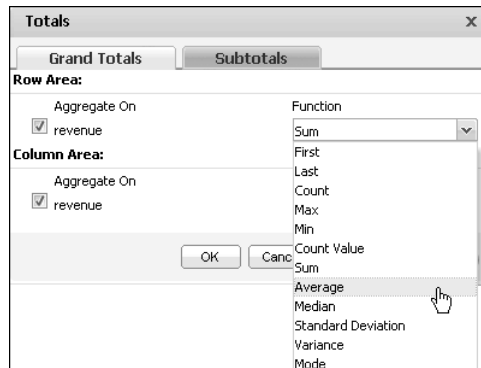 Totals x
Grand Totals Subtotals
Row Area:
Aggregate On Function
revenue Sum
First
Column Area:
Last
Aggregate On
Count
revenue
Max
Min
OK Canc Count Value
Sum
Average
Median
Standard Deviation
Variance
Mode